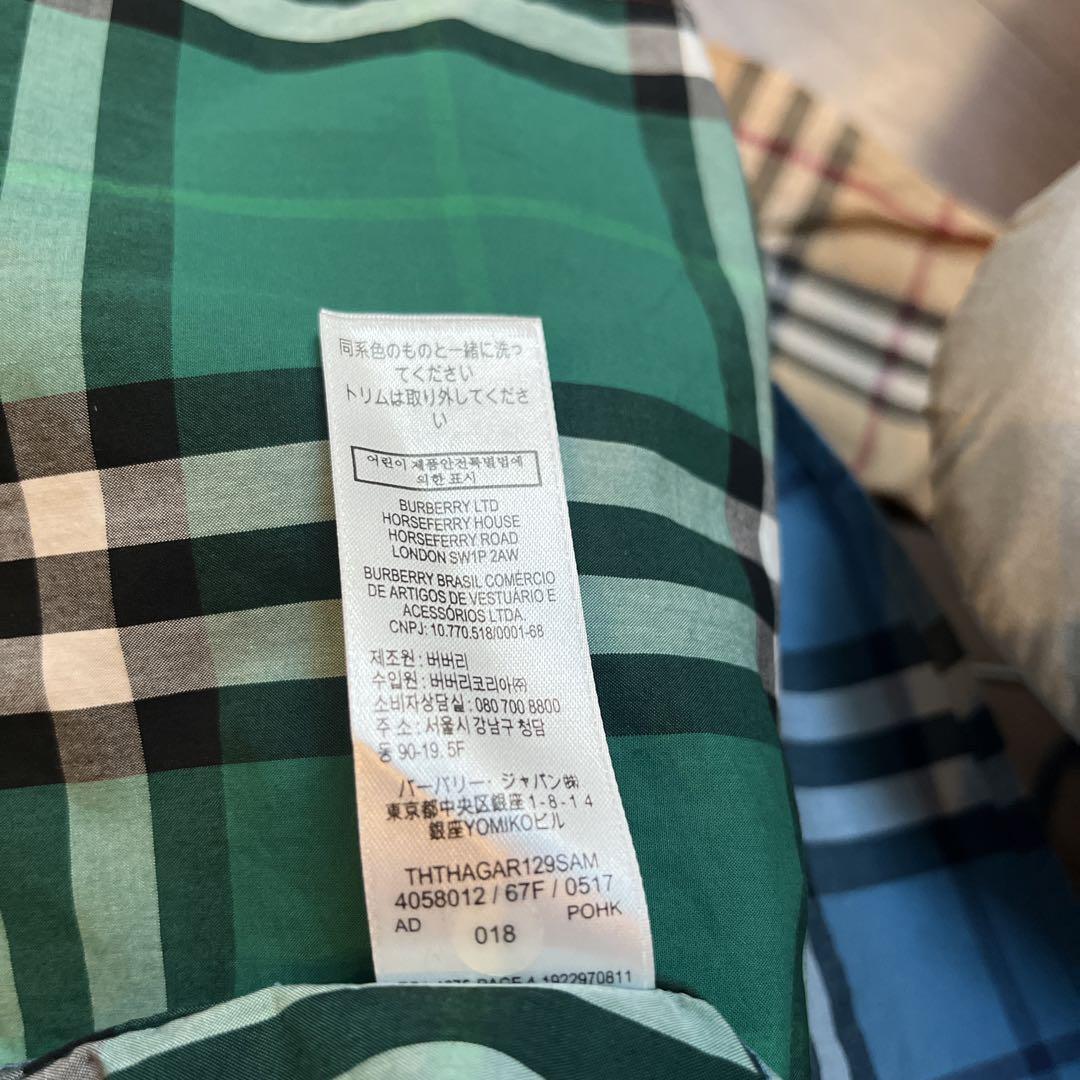 同系色のものと一緒に洗っ
てください
トリムは取り外してくださ
い
어린이 제품안전특별법에
의한 표시
BURBERRY LTD
HORSEFERRY HOUSE
HORSEFERRY ROAD
LONDON SW1P 2AW
BURBERRY BRASIL COMÉRCIO
DE ARTIGOS DE VESTUÁRIO E
ACESSÓRIOS LTDA.
CNPJ: 10.770.518/0001-68
제조원 : 버버리
수입원 : 버버리코리아㈜
소비자상담실 : 080 700 8800
주 소 : 서울시 강남구 청담
동 90-19. 5F
バーバリー・ジャパン㈱
東京都中央区銀座1-8-14
銀座YOMIKOビル
THTHAGAR129SAM
4058012 / 67F / 0517
AD POHK
018
PAGE 1922970811